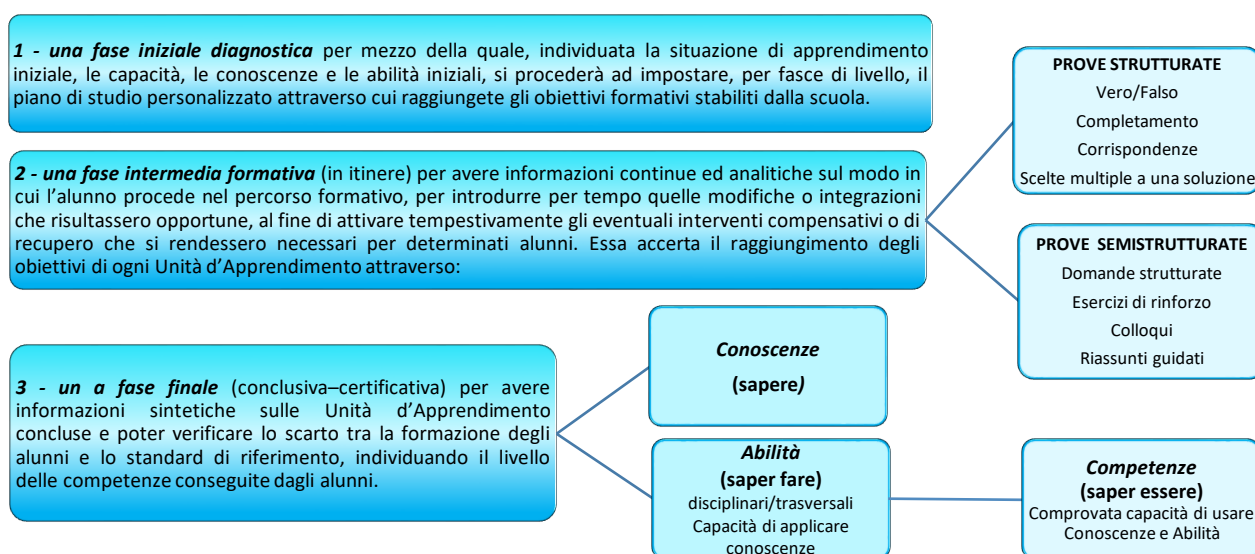 1 - una fase iniziale diagnostica per mezzo della quale, individuata la situazione di apprendimento
iniziale, le capacità, le conoscenze e le abilità iniziali, si procederà ad impostare, per fasce di livello, il
piano di studio personalizzato attraverso cui raggiungete gli obiettivi formativi stabiliti dalla scuola.
2 - una fase intermedia formativa (in itinere) per avere informazioni continue ed analitiche sul modo in
cui l’alunno procede nel percorso formativo, per introdurre per tempo quelle modifiche o integrazioni
che risultassero opportune, al fine di attivare tempestivamente gli eventuali interventi compensativi o di
recupero che si rendessero necessari per determinati alunni. Essa accerta il raggiungimento degli
obiettivi di ogni Unità d’Apprendimento attraverso:
PROVE STRUTTURATE
Vero/Falso
Completamento
Corrispondenze
Scelte multiple a una soluzione
PROVE SEMISTRUTTURATE
Domande strutturate
Esercizi di rinforzo
Colloqui
Riassunti guidati
3 - un a fase finale (conclusiva–certificativa) per avere
informazioni sintetiche sulle Unità d’Apprendimento
concluse e poter verificare lo scarto tra la formazione degli
alunni e lo standard di riferimento, individuando il livello
delle competenze conseguite dagli alunni.
Conoscenze
(sapere)
Abilità
(saper fare)
disciplinari/trasversali
Capacità di applicare
conoscenze
Competenze
(saper essere)
Comprovata capacità di usare
Conoscenze e Abilità